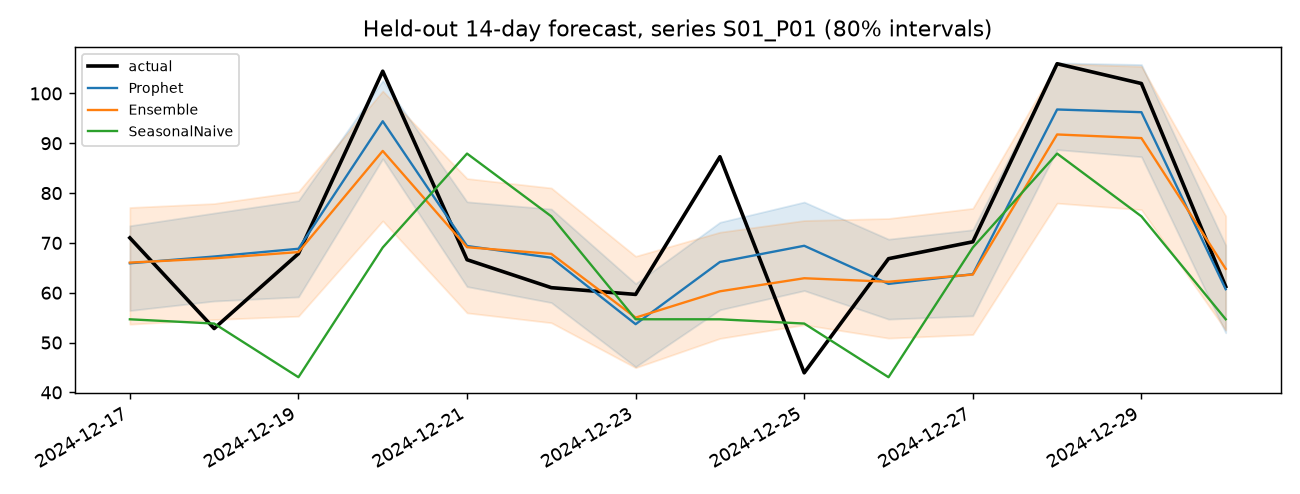 Held-out 14-day forecast, series S01_P01 (80% intervals)
actual
Prophet
Ensemble
SeasonalNaive
100
90
80
70
60
50
40
2024-12-17
2024-12-19
2024-12-21
2024-12-23
2024-12-25
2024-12-27
2024-12-29